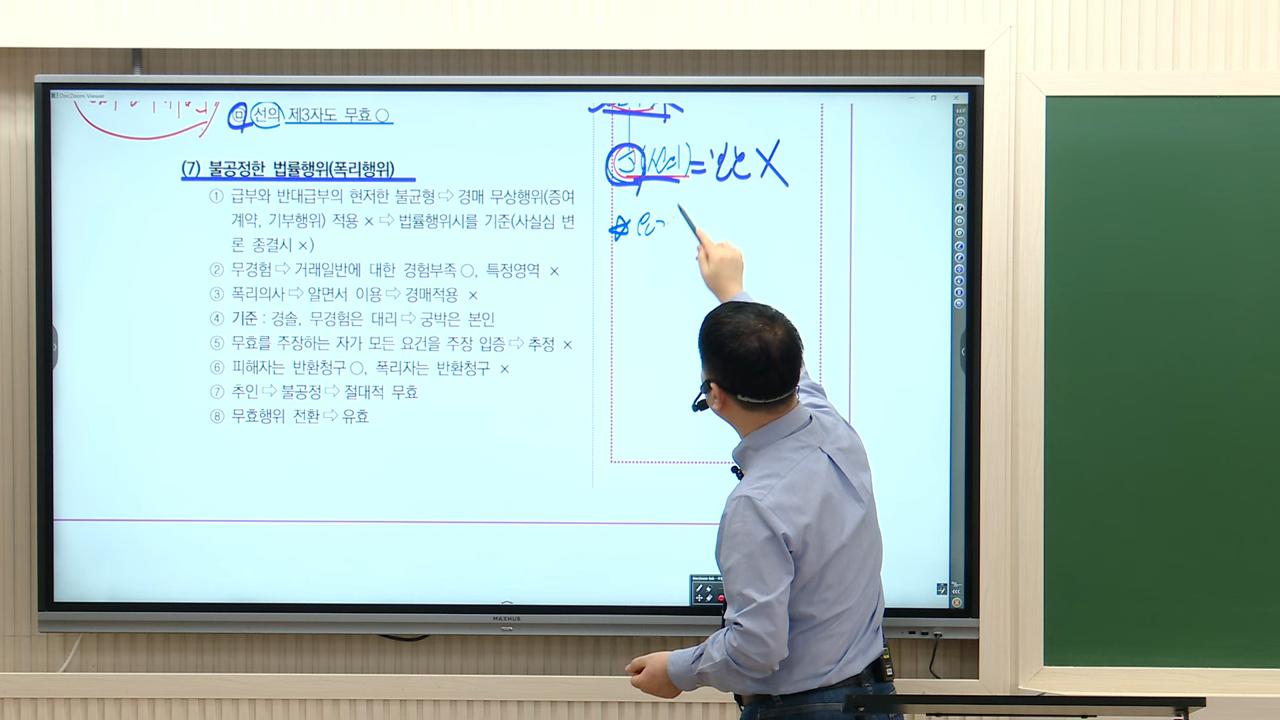 DocZoom Viewer
㉣ 선의 제3자도 무효 ○
(7) 불공정한 법률행위(폭리행위)
① 급부와 반대급부의 현저한 불균형 ⇨ 경매 무상행위(증여
계약, 기부행위) 적용 × ⇨ 법률행위시를 기준(사실심 변
론 종결시 ×)
② 무경험 ⇨ 거래일반에 대한 경험부족 ○, 특정영역 ×
③ 폭리의사 ⇨ 알면서 이용 ⇨ 경매적용 ×
④ 기준 : 경솔, 무경험은 대리 ⇨ 궁박은 본인
⑤ 무효를 주장하는 자가 모든 요건을 주장 입증 ⇨ 추정 ×
⑥ 피해자는 반환청구 ○, 폭리자는 반환청구 ×
⑦ 추인 ⇨ 불공정 ⇨ 절대적 무효
⑧ 무효행위 전환 ⇨ 유효
(선의) = 반 X
MAXHUB